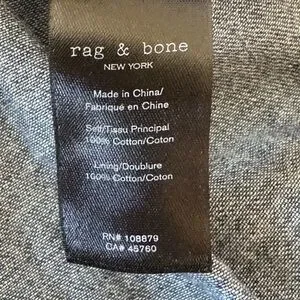 rag & bone
NEW YORK
Made in China/
Fabriqué en Chine
Self/Tissu Principal
100% Cotton/Coton
Lining/Doublure
100% Cotton/Coton
RN# 108879
CA# 45760